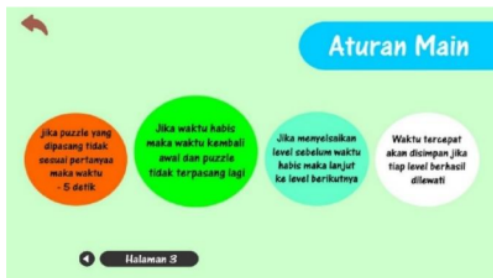 Aturan Main
jika puzzle yang
dipasang tidak
sesuai pertanyaa
maka waktu
- 5 detik
Jika waktu habis
maka waktu kembali
awal dan puzzle
tidak terpasang lagi
Jika menyelsaikan
level sebelum waktu
habis maka lanjut
ke level berikutnya
Waktu tercepat
akan disimpan jika
tiap level berhasil
dilewati
Halaman 3